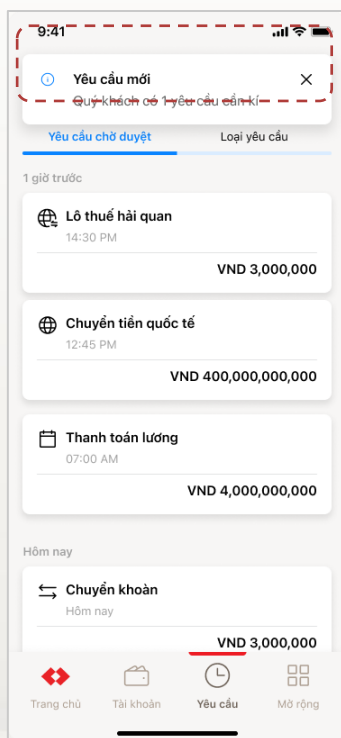 9:41
Yêu cầu mới
Quý khách có 1 yêu cầu cần kí
Yêu cầu chờ duyệt
Loại yêu cầu
1 giờ trước
Lô thuế hải quan
14:30 PM
VND 3,000,000
Chuyển tiền quốc tế
12:45 PM
VND 400,000,000,000
Thanh toán lương
07:00 AM
VND 4,000,000,000
Hôm nay
Chuyển khoản
Hôm nay
VND 3,000,000
Trang chủ
Tài khoản
Yêu cầu
Mở rộng